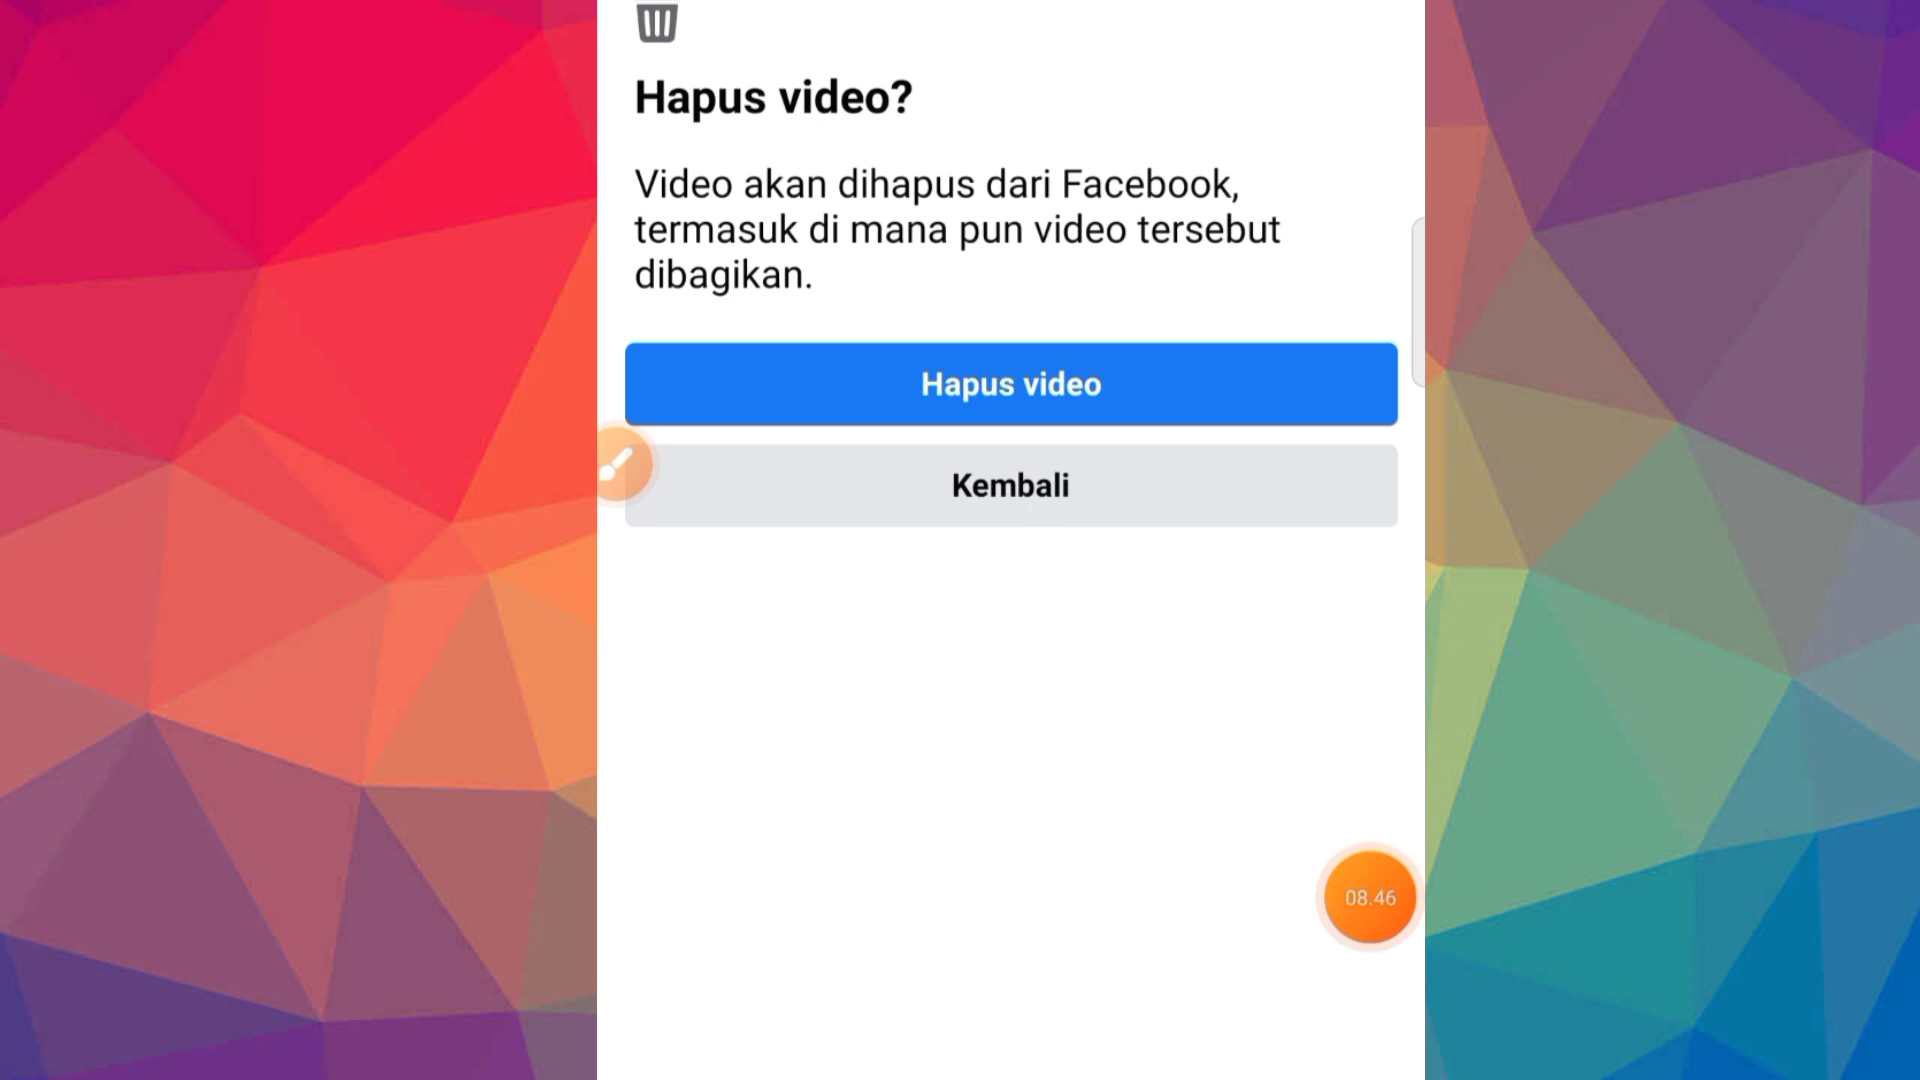 Hapus video?
Video akan dihapus dari Facebook,
termasuk di mana pun video tersebut
dibagikan.
Hapus video
Kembali
08.46